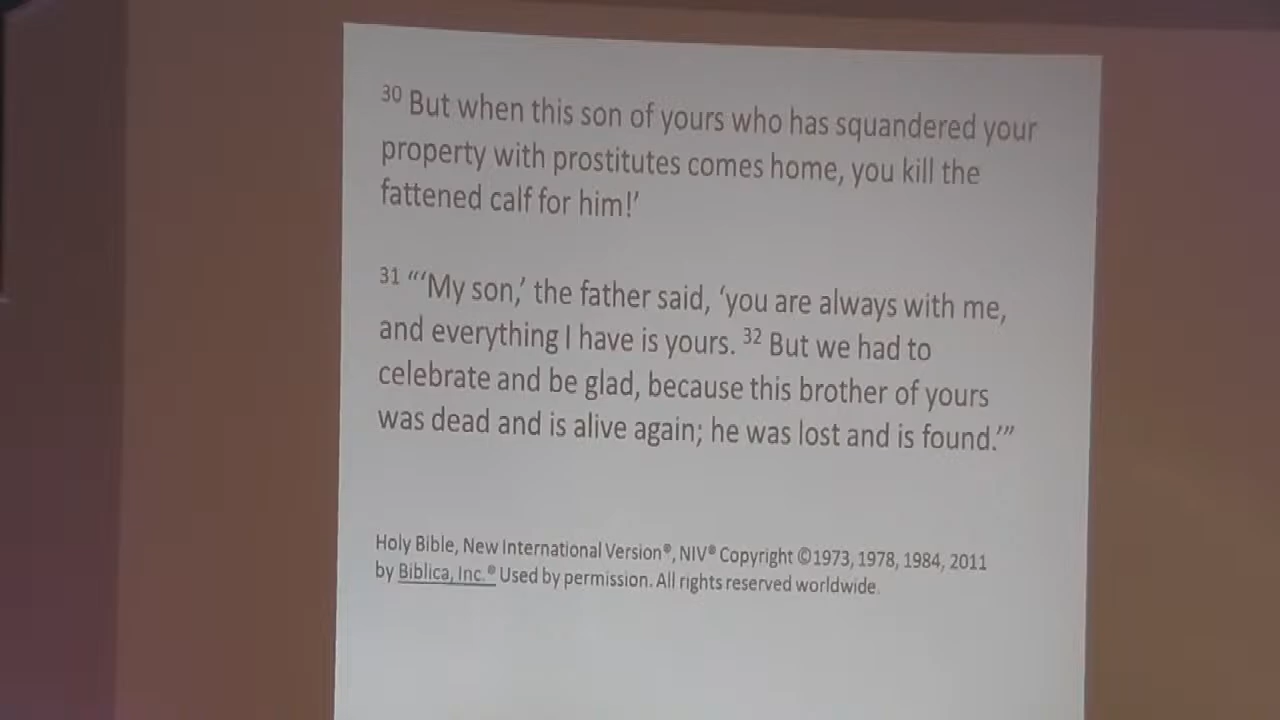 30 But when this son of yours who has squandered your
property with prostitutes comes home, you kill the
fattened calf for him!’
31 “‘My son,’ the father said, ‘you are always with me,
and everything I have is yours. 32 But we had to
celebrate and be glad, because this brother of yours
was dead and is alive again; he was lost and is found.’”
Holy Bible, New International Version®, NIV® Copyright ©1973, 1978, 1984, 2011
by Biblica, Inc.® Used by permission. All rights reserved worldwide.